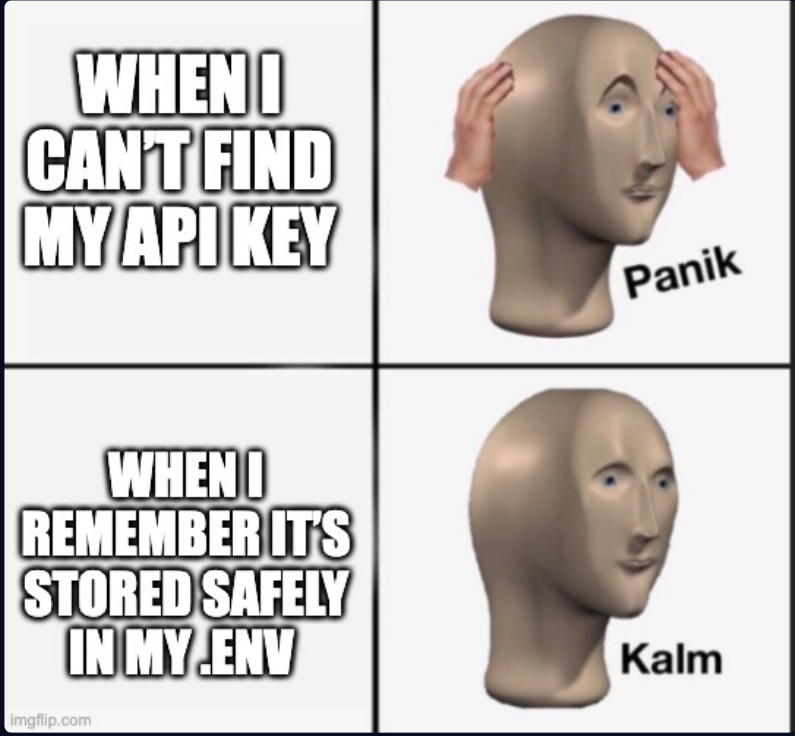 WHEN I
CAN'T FIND
MY API KEY
Panik
WHEN I
REMEMBER IT'S
STORED SAFELY
IN MY .ENV
Kalm
imgflip.com